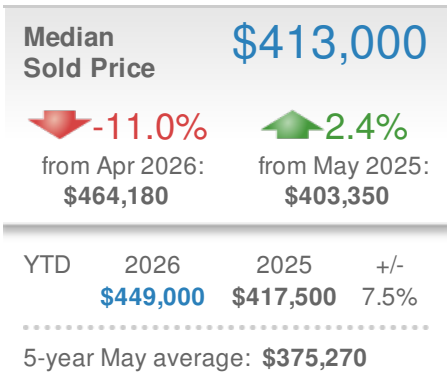 Median $413,000
Sold Price
-11.0% 2.4%
from Apr 2026: from May 2025:
$464,180 $403,350
YTD 2026 2025 +/-
$449,000 $417,500 7.5%
5-year May average: $375,270